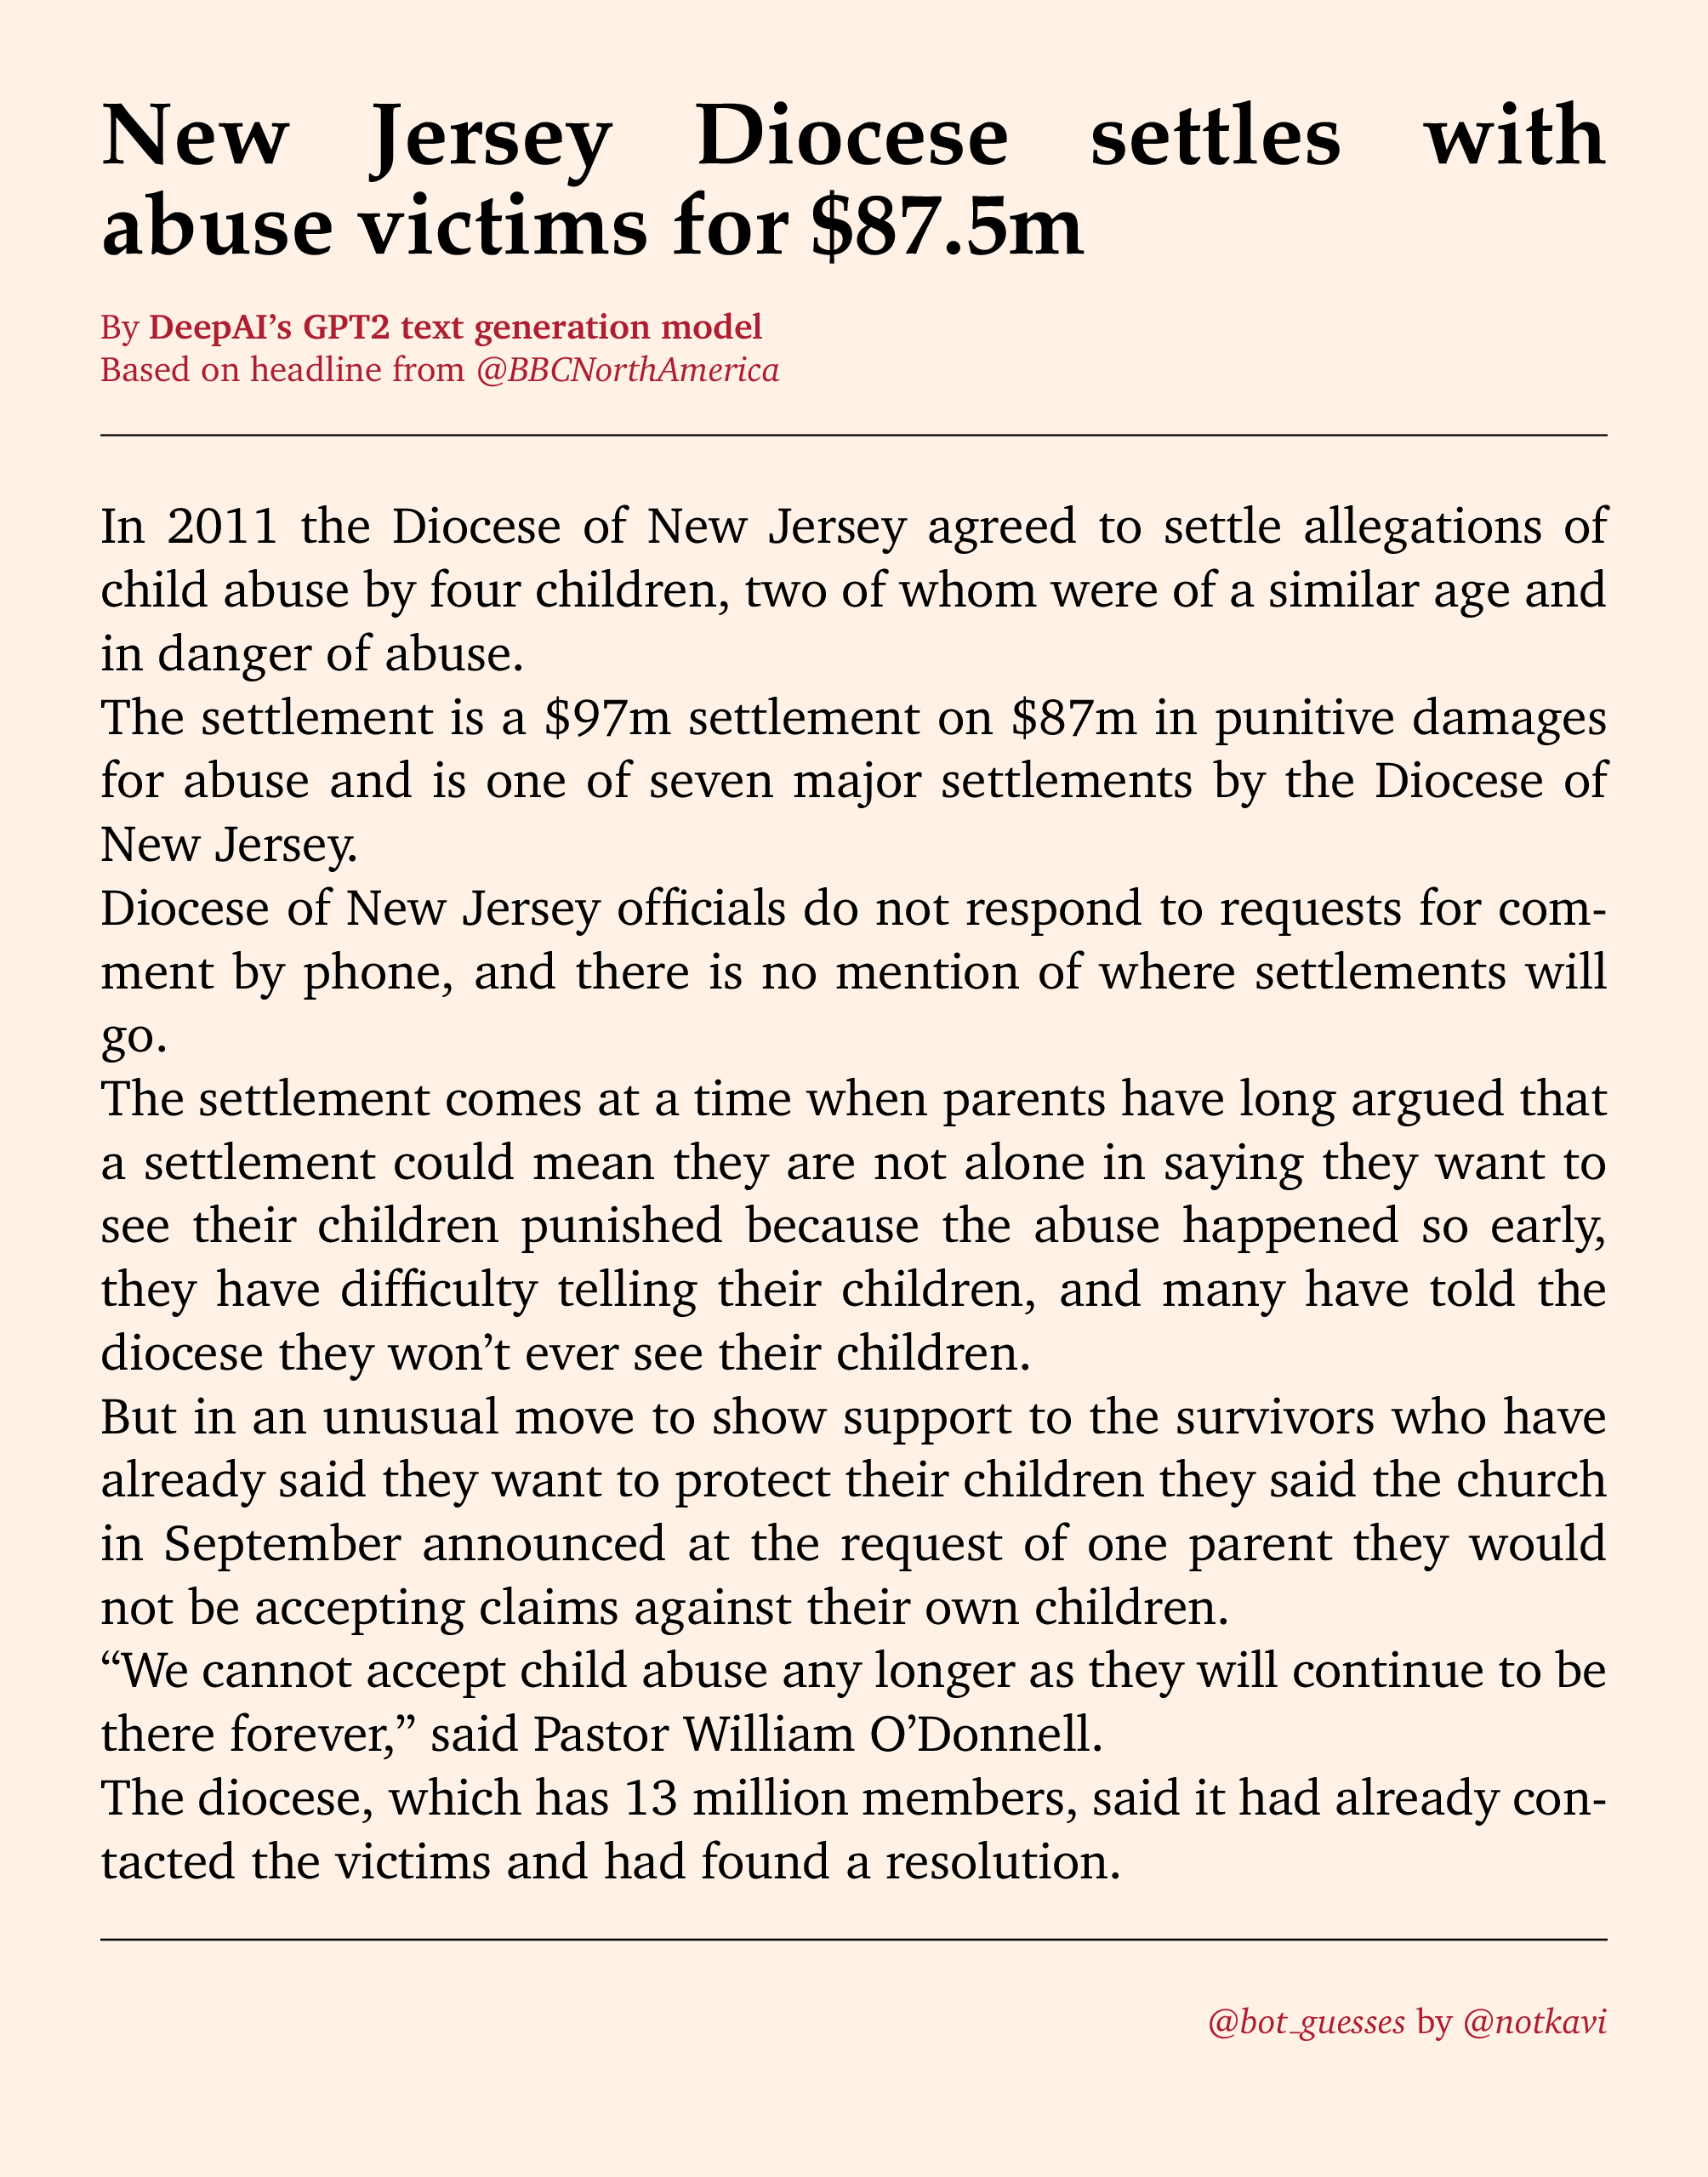 New Jersey Diocese settles with
abuse victims for $87.5m
By DeepAI’s GPT2 text generation model
Based on headline from @BBCNorthAmerica
In 2011 the Diocese of New Jersey agreed to settle allegations of
child abuse by four children, two of whom were of a similar age and
in danger of abuse.
The settlement is a $97m settlement on $87m in punitive damages
for abuse and is one of seven major settlements by the Diocese of
New Jersey.
Diocese of New Jersey officials do not respond to requests for com-
ment by phone, and there is no mention of where settlements will
go.
The settlement comes at a time when parents have long argued that
a settlement could mean they are not alone in saying they want to
see their children punished because the abuse happened so early,
they have difficulty telling their children, and many have told the
diocese they won’t ever see their children.
But in an unusual move to show support to the survivors who have
already said they want to protect their children they said the church
in September announced at the request of one parent they would
not be accepting claims against their own children.
“We cannot accept child abuse any longer as they will continue to be
there forever,” said Pastor William O’Donnell.
The diocese, which has 13 million members, said it had already con-
tacted the victims and had found a resolution.
@bot_guesses by @notkavi